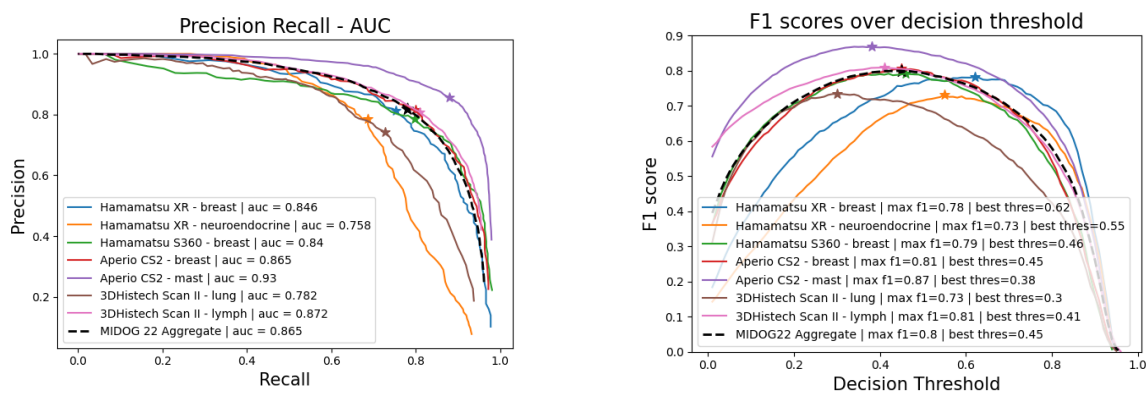 Precision Recall - AUC
Precision
1.0
0.8
0.6
0.4
0.2
Hamamatsu XR - breast | auc = 0.846
Hamamatsu XR - neuroendocrine | auc = 0.758
Hamamatsu S360 - breast | auc = 0.84
Aperio CS2 - breast | auc = 0.865
Aperio CS2 - mast | auc = 0.93
3DHistech Scan II - lung | auc = 0.782
3DHistech Scan II - lymph | auc = 0.872
MIDOG 22 Aggregate | auc = 0.865
0.0 0.2 0.4 0.6 0.8 1.0
Recall
F1 scores over decision threshold
F1 score
0.9
0.8
0.7
0.6
0.5
0.4
0.3
0.2
0.1
0.0
Hamamatsu XR - breast | max f1=0.78 | best thres=0.62
Hamamatsu XR - neuroendocrine | max f1=0.73 | best thres=0.55
Hamamatsu S360 - breast | max f1=0.79 | best thres=0.46
Aperio CS2 - breast | max f1=0.81 | best thres=0.45
Aperio CS2 - mast | max f1=0.87 | best thres=0.38
3DHistech Scan II - lung | max f1=0.73 | best thres=0.3
3DHistech Scan II - lymph | max f1=0.81 | best thres=0.41
MIDOG22 Aggregate | max f1=0.8 | best thres=0.45
0.0 0.2 0.4 0.6 0.8 1.0
Decision Threshold